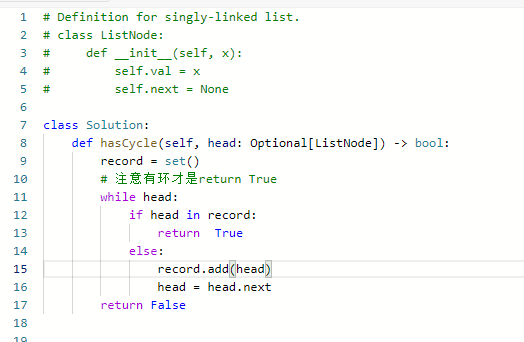 1 # Definition for singly-linked list.
2 # class ListNode:
3 #     def __init__(self, x):
4 #         self.val = x
5 #         self.next = None
6
7 class Solution:
8     def hasCycle(self, head: Optional[ListNode]) -> bool:
9         record = set()
10         # 注意有环才是return True
11         while head:
12             if head in record:
13                 return  True
14             else:
15                 record.add(head)
16                 head = head.next
17         return False
18
19